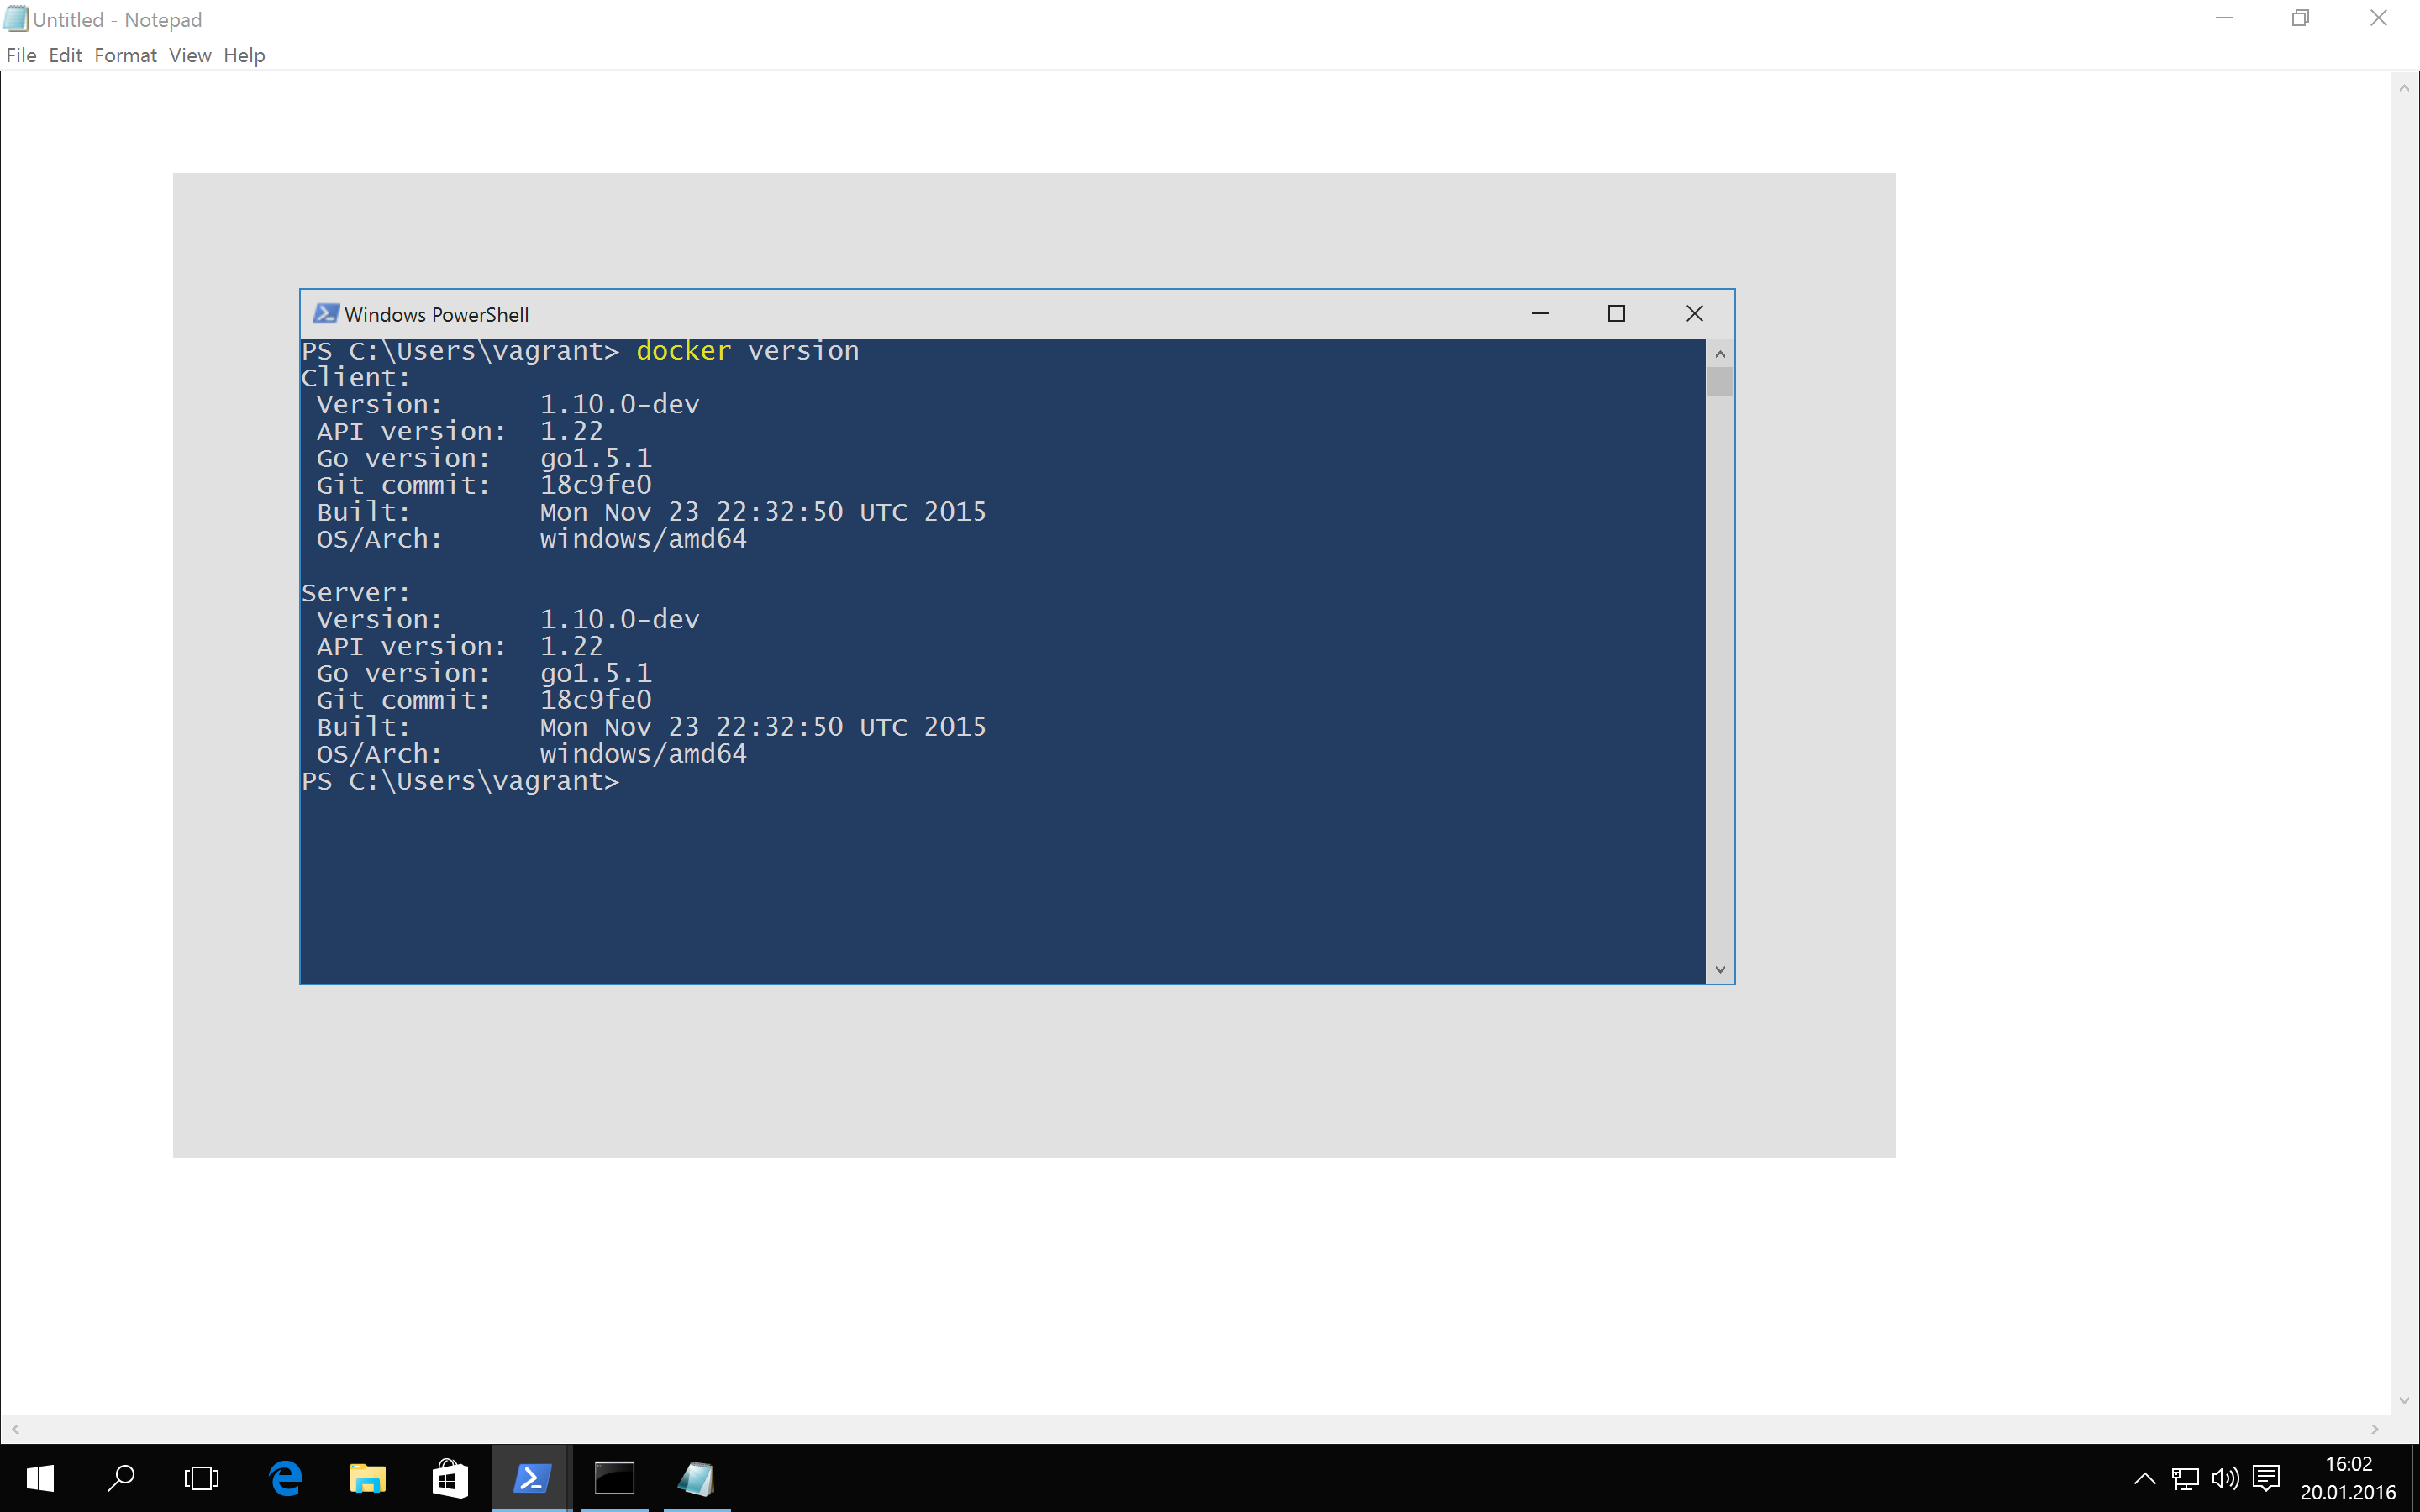 Untitled - Notepad
File Edit Format View Help
Windows PowerShell
PS C:\Users\vagrant> docker version
Client:
 Version:      1.10.0-dev
 API version:  1.22
 Go version:   go1.5.1
 Git commit:   18c9fe0
 Built:        Mon Nov 23 22:32:50 UTC 2015
 OS/Arch:      windows/amd64

Server:
 Version:      1.10.0-dev
 API version:  1.22
 Go version:   go1.5.1
 Git commit:   18c9fe0
 Built:        Mon Nov 23 22:32:50 UTC 2015
 OS/Arch:      windows/amd64
PS C:\Users\vagrant>
16:02
20.01.2016